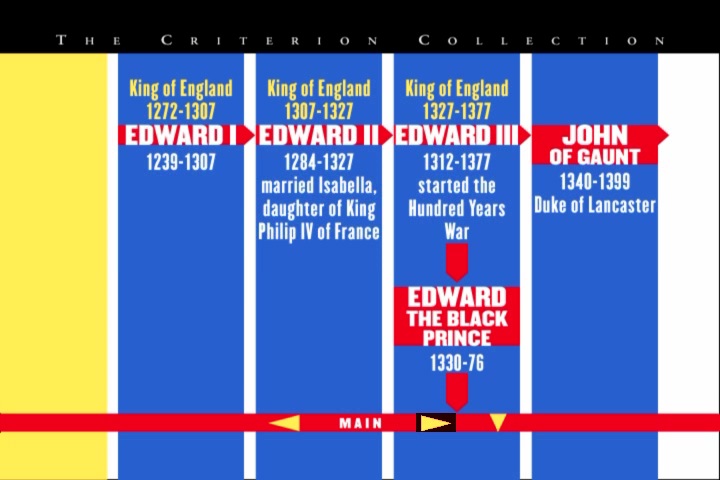 THE CRITERION COLLECTION
King of England
1272-1307
EDWARD I
1239-1307
King of England
1307-1327
EDWARD II
1284-1327
married Isabella,
daughter of King
Philip IV of France
King of England
1327-1377
EDWARD III
1312-1377
started the
Hundred Years
War
EDWARD
THE BLACK
PRINCE
1330-76
JOHN
OF GAUNT
1340-1399
Duke of Lancaster
MAIN